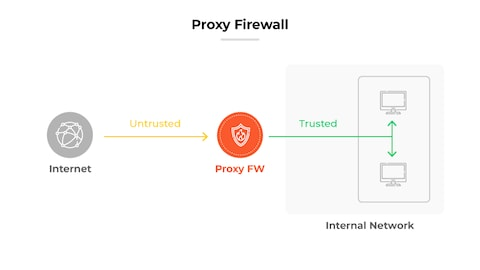 Proxy Firewall
Untrusted
Trusted
Internet
Proxy FW
Internal Network